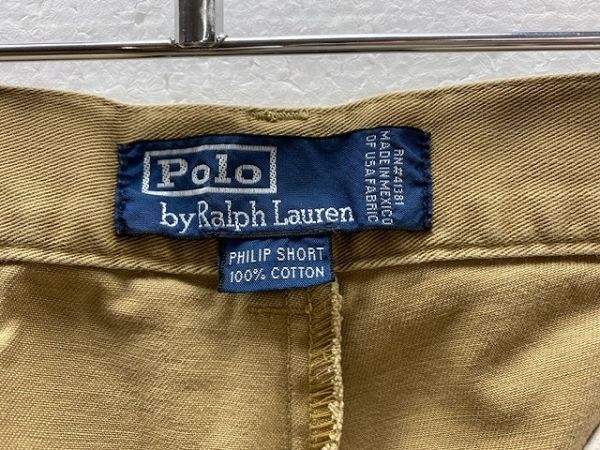 Polo
by Ralph Lauren
RN#41381
MADE IN MEXICO
OF USA FABRIC
PHILIP SHORT
100% COTTON